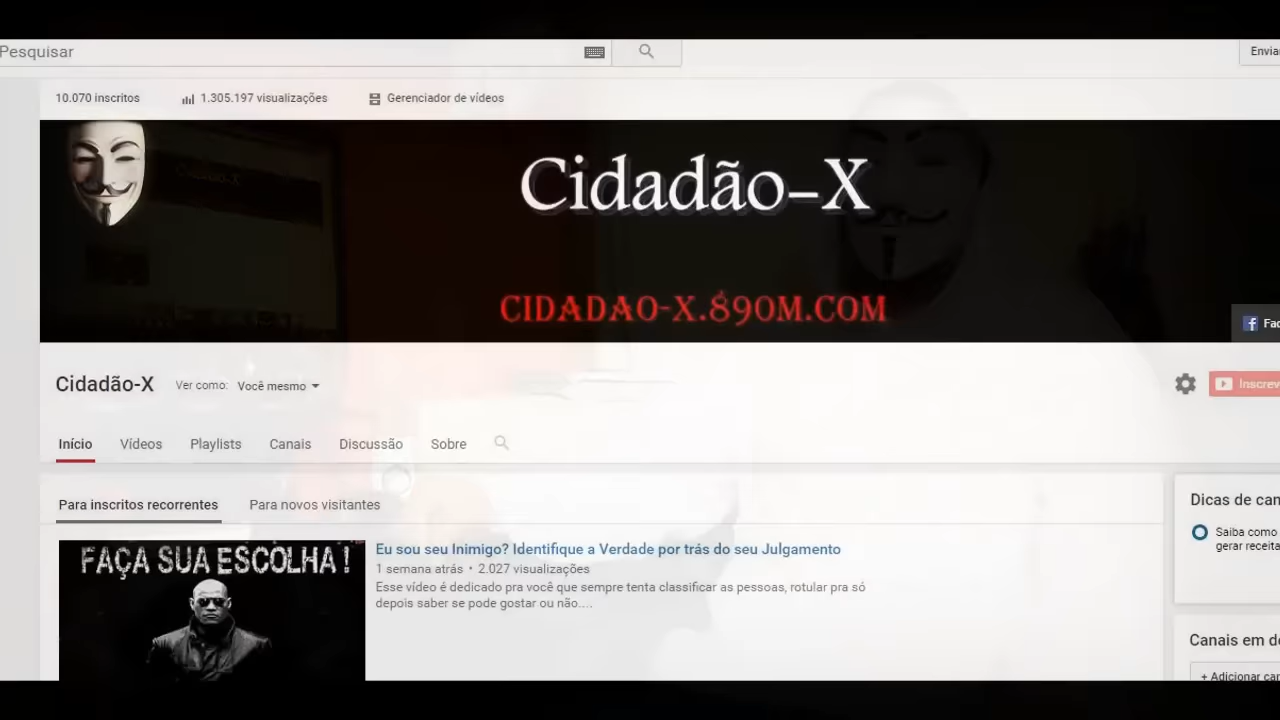 Pesquisar
Envia
10.070 inscritos
1.305.197 visualizações
Gerenciador de vídeos
Cidadão-X
CIDADAO-X.890M.COM
Fac
Cidadão-X
Ver como: Você mesmo
Inscrev
Início Vídeos Playlists Canais Discussão Sobre
Para inscritos recorrentes
Para novos visitantes
Dicas de can
Saiba como
gerar receita
FAÇA SUA ESCOLHA!
Eu sou seu Inimigo? Identifique a Verdade por trás do seu Julgamento
1 semana atrás • 2.027 visualizações
Esse vídeo é dedicado pra você que sempre tenta classificar as pessoas, rotular pra só
depois saber se pode gostar ou não....
Canais em de
+ Adicionar can